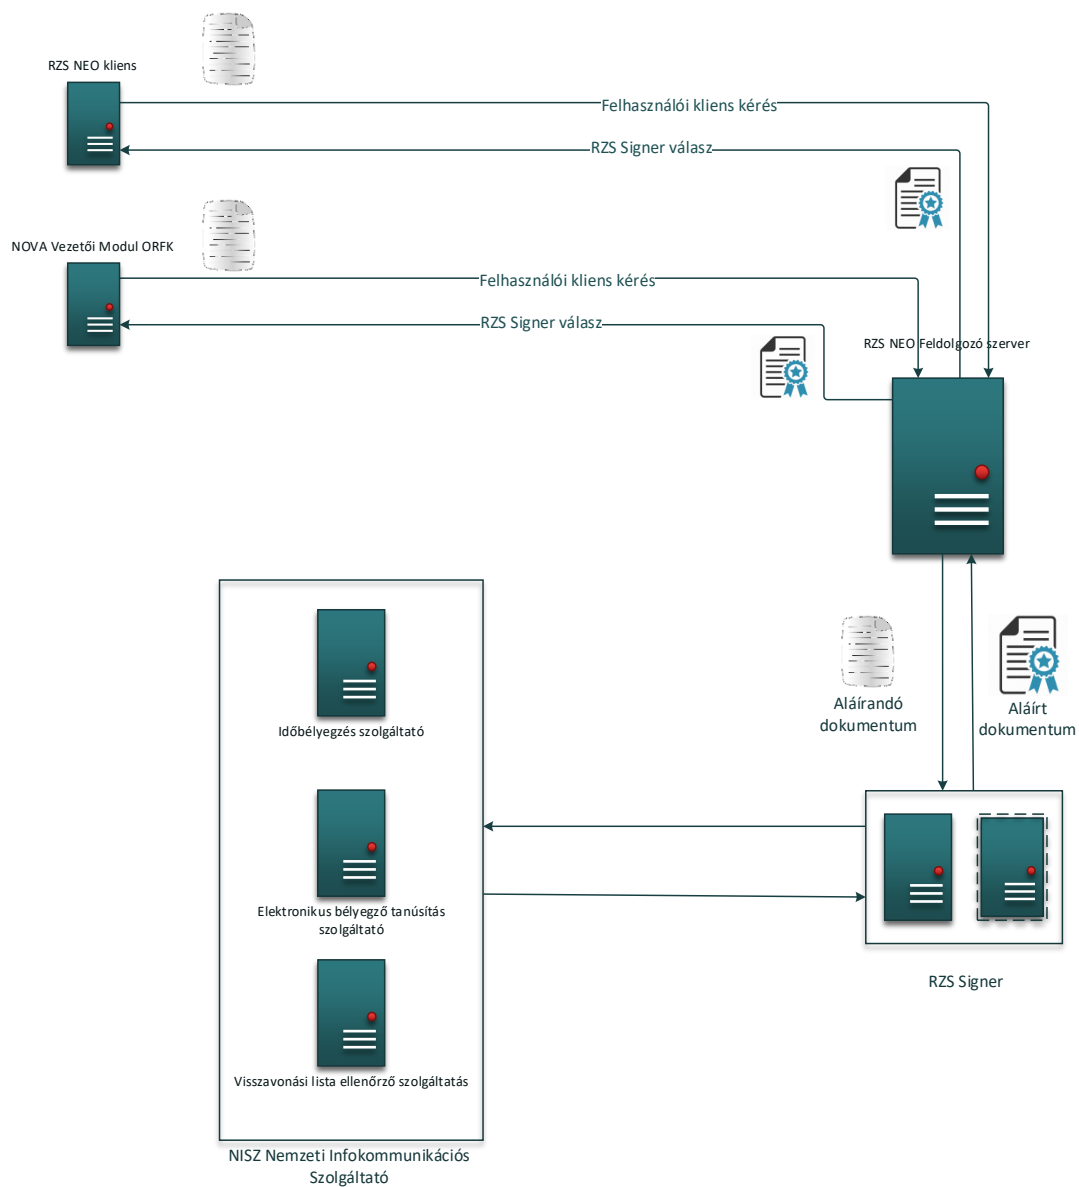 RZS NEO kliens
Felhasználói kliens kérés
RZS Signer válasz
NOVA Vezetői Modul ORFK
Felhasználói kliens kérés
RZS Signer válasz
RZS NEO Feldolgozó szerver
Aláírandó
dokumentum
Aláírt
dokumentum
Időbélyegzés szolgáltató
Elektronikus bélyegző tanúsítás
szolgáltató
Visszavonási lista ellenőrző szolgáltatás
RZS Signer
NISZ Nemzeti Infokommunikációs
Szolgáltató